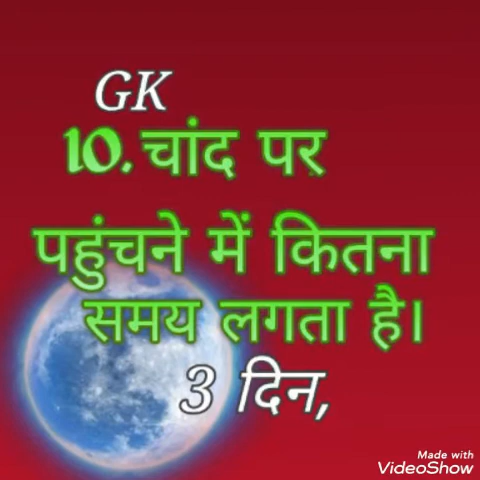 GK
10. चांद पर
पहुंचने में कितना
समय लगता है।
3 दिन,
Made with
VideoShow